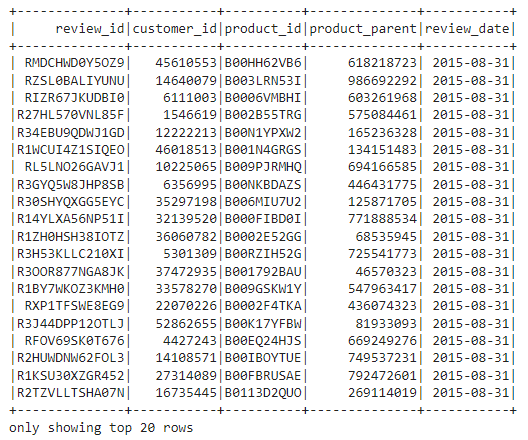 +--------------+-----------+----------+--------------+-----------+
|     review_id|customer_id|product_id|product_parent|review_date|
+--------------+-----------+----------+--------------+-----------+
| RMDCHWD0Y5OZ9|   45610553|B00HH62VB6|     618218723| 2015-08-31|
| RZSL0BALIYUNU|   14640079|B003LRN53I|     986692292| 2015-08-31|
| RIZR67JKUDBI0|    6111003|B0006VMBHI|     603261968| 2015-08-31|
|R27HL570VNL85F|    1546619|B002B55TRG|     575084461| 2015-08-31|
|R34EBU9QDWJ1GD|   12222213|B00N1YPXW2|     165236328| 2015-08-31|
|R1WCUI4Z1SIQEO|   46018513|B001N4GRGS|     134151483| 2015-08-31|
| RL5LNO26GAVJ1|   10225065|B009PJRMHQ|     694166585| 2015-08-31|
|R3GYQ5W8JHP8SB|    6356995|B00NKBDAZS|     446431775| 2015-08-31|
|R30SHYQXGG5EYC|   35297198|B006MIU7U2|     125871705| 2015-08-31|
|R14YLXA56NP51I|   32139520|B000FIBD0I|     771888534| 2015-08-31|
|R1ZH0HSH38IOTZ|   36060782|B0002E52GG|      68535945| 2015-08-31|
|R3H53KLLC210XI|    5301309|B00RZIH52G|     725541773| 2015-08-31|
|R3OOR877NGA8JK|   37472935|B001792BAU|      46570323| 2015-08-31|
|R1BY7WKOZ3KMH0|   33578270|B009GSKW1Y|     547963417| 2015-08-31|
| RXP1TFSWE8EG9|   22070226|B0002F4TKA|     436074323| 2015-08-31|
|R3J44DPP12OTLJ|   52862655|B00K17YFBW|      81933093| 2015-08-31|
| RFOV69SK0T676|    4427243|B00EQ24HJS|     669249276| 2015-08-31|
|R2HUWDNW62FOL3|   14108571|B00IBOYTUE|     749537231| 2015-08-31|
|R1KSU30XZGR452|   27314089|B00FBRUSAE|     792472601| 2015-08-31|
|R2TZVLLTSHA07N|   16735445|B0113D2QUO|     269114019| 2015-08-31|
+--------------+-----------+----------+--------------+-----------+
only showing top 20 rows